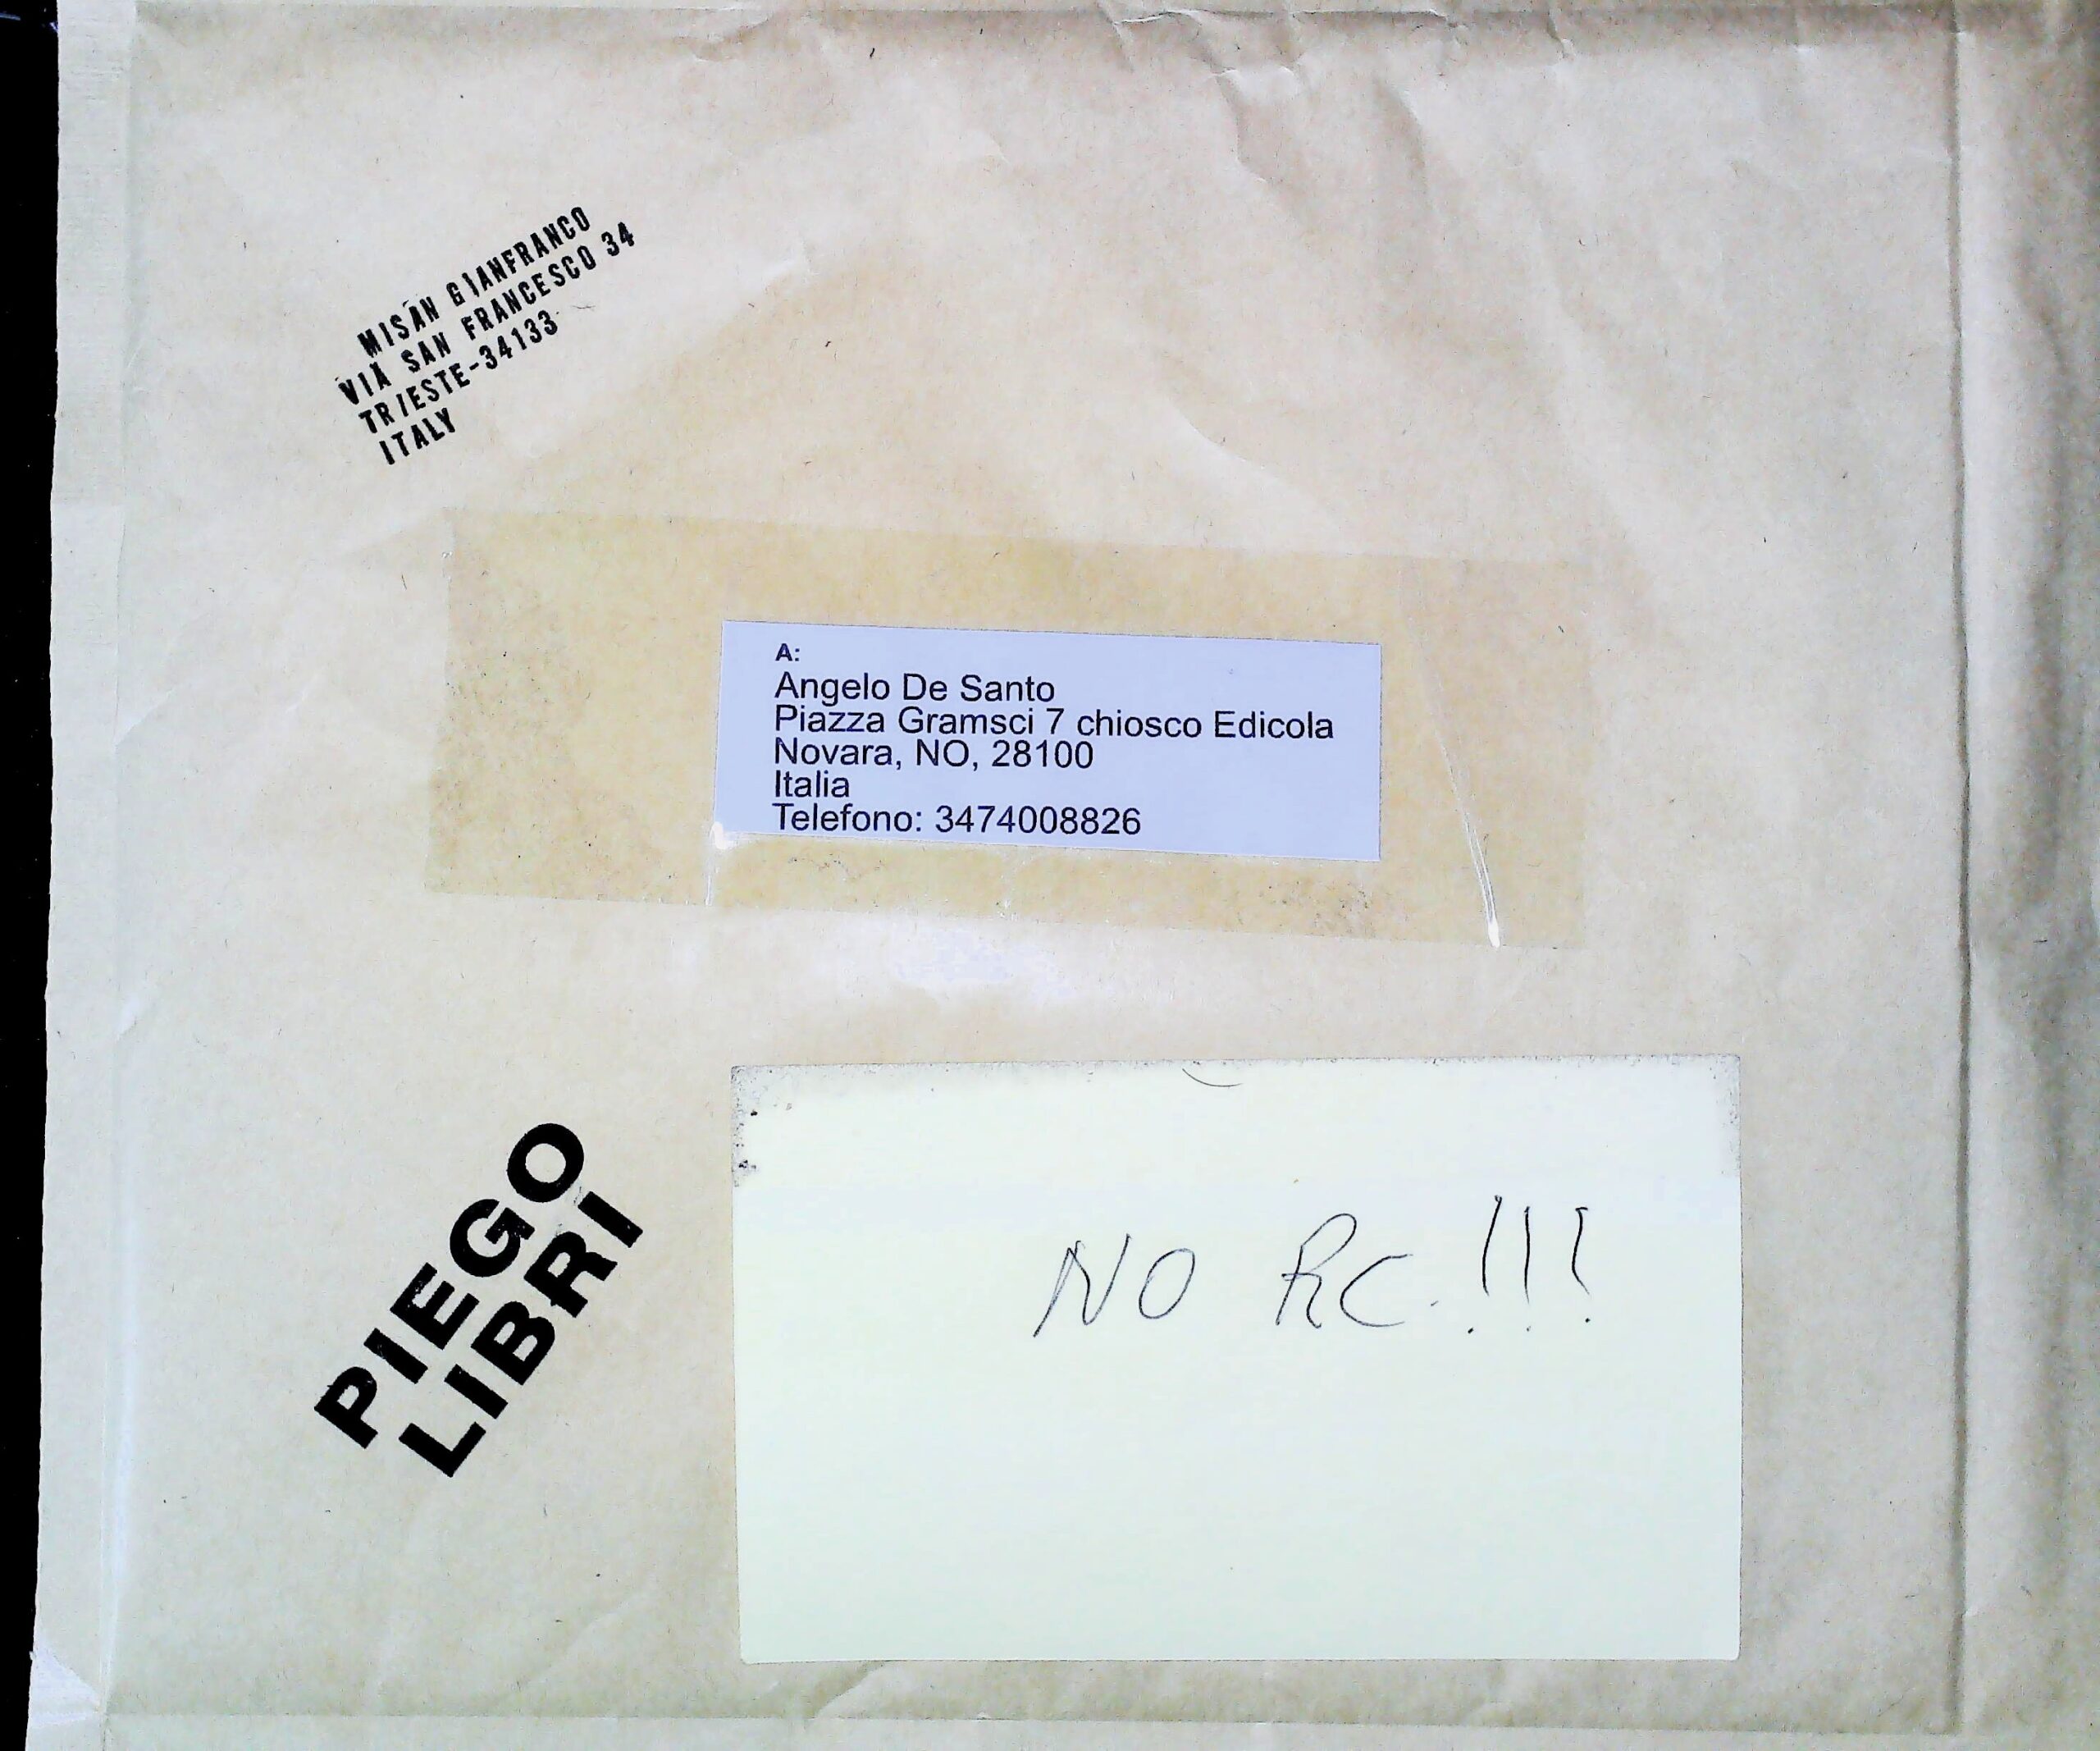 MISAN GIANFRANCO
VIA SAN FRANCESCO 34
TRIESTE-34133
ITALY
A:
Angelo De Santo
Piazza Gramsci 7 chiosco Edicola
Novara, NO, 28100
Italia
Telefono: 3474008826
PIEGO
LIBRI
NO RC.!!!